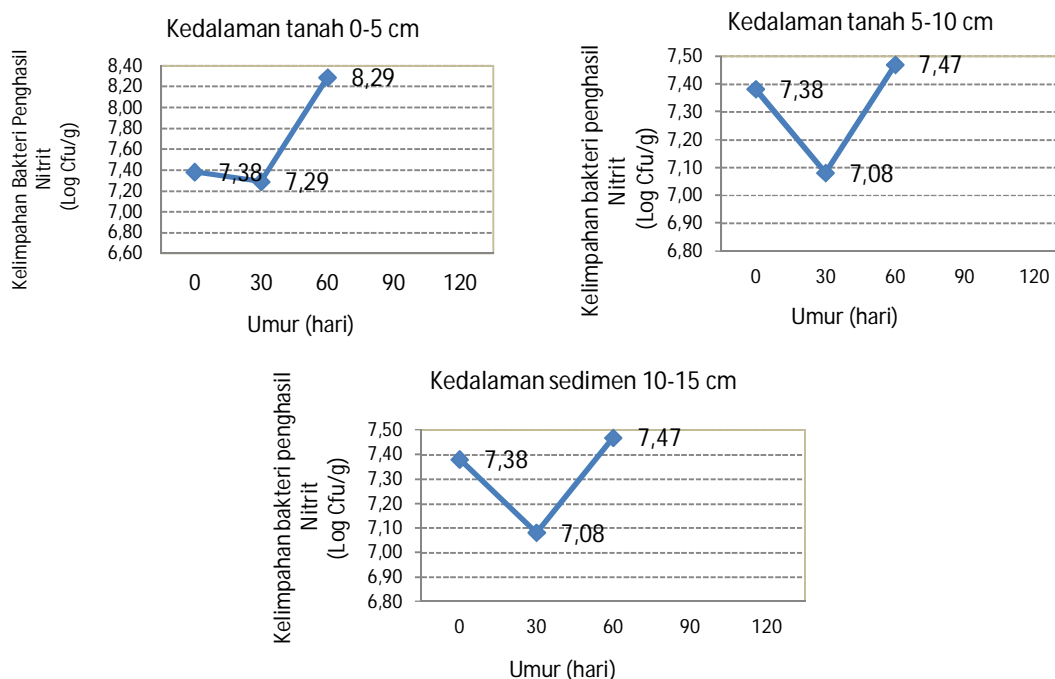 Kedalaman tanah 0-5 cm
Kelimpahan Bakteri Penghasil
Nitrit
(Log Cfu/g)
8,40
8,20
8,00
7,80
7,60
7,40
7,20
7,00
6,80
6,60
7,38
7,29
8,29
0 30 60 90 120
Umur (hari)
Kedalaman tanah 5-10 cm
Kelimpahan bakteri penghasil
Nitrit
(Log Cfu/g)
7,50
7,40
7,30
7,20
7,10
7,00
6,90
6,80
7,38
7,08
7,47
0 30 60 90 120
Umur (hari)
Kedalaman sedimen 10-15 cm
Kelimpahan bakteri penghasil
Nitrit
(Log Cfu/g)
7,50
7,40
7,30
7,20
7,10
7,00
6,90
6,80
7,38
7,08
7,47
0 30 60 90 120
Umur (hari)